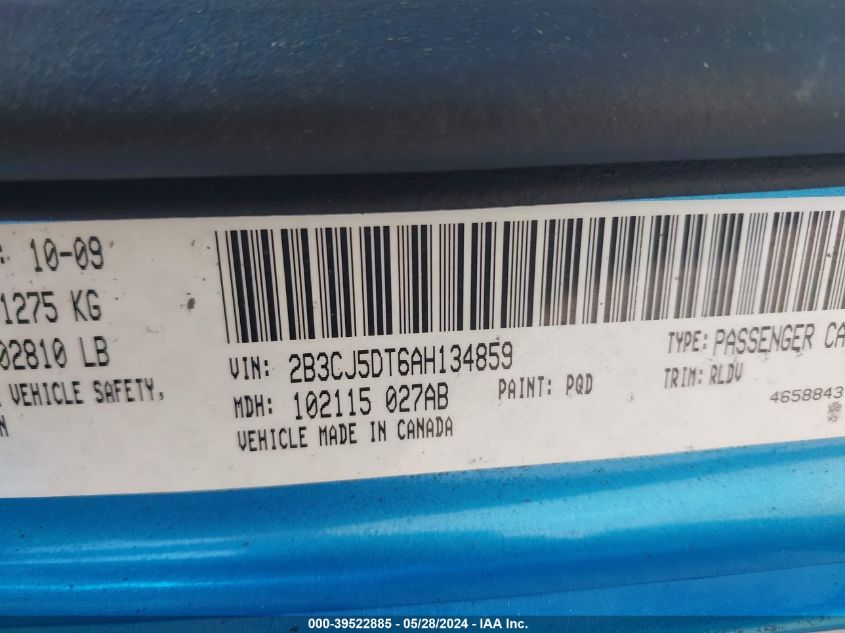 : 10-09
1275 KG
02810 LB
VEHICLE SAFETY,
N
VIN: 2B3CJ5DT6AH134859
TYPE: PASSENGER CA
MDH: 102115 027AB
PAINT: PQD
TRIM: RLDV
VEHICLE MADE IN CANADA
4658843
000-39522885 - 05/28/2024 - IAA Inc.